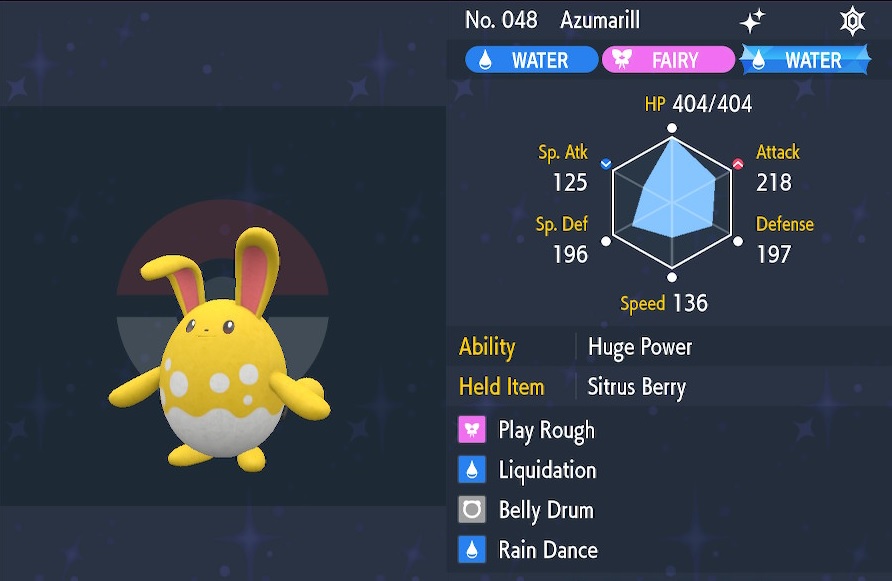 No. 048 Azumarill
WATER FAIRY WATER
HP 404/404
Sp. Atk
125
Attack
218
Sp. Def
196
Defense
197
Speed 136
Ability Huge Power
Held Item Sitrus Berry
Play Rough
Liquidation
Belly Drum
Rain Dance